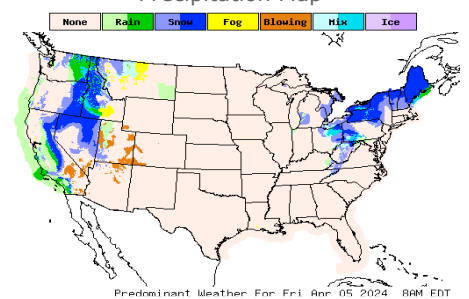 Precipitation Map
None Rain Snow Fog Blowing Mix Ice
Predominant Weather For Fri Apr 05 2024 8AM EDT